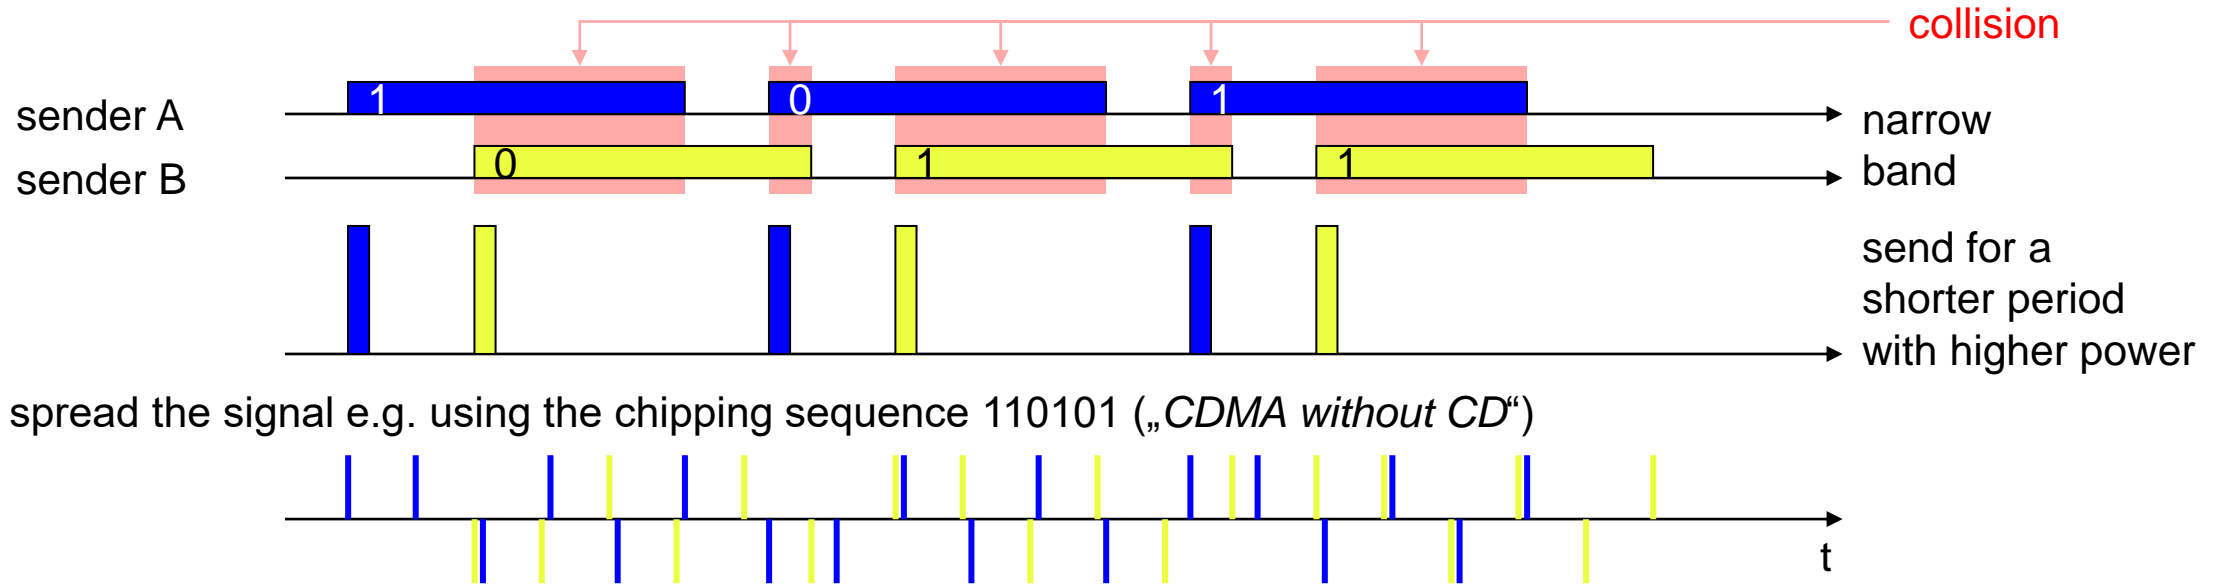 collision
1 0 1
sender A
narrow
0 1 1
sender B
band
send for a
shorter period
with higher power
spread the signal e.g. using the chipping sequence 110101 („CDMA without CD“)
t